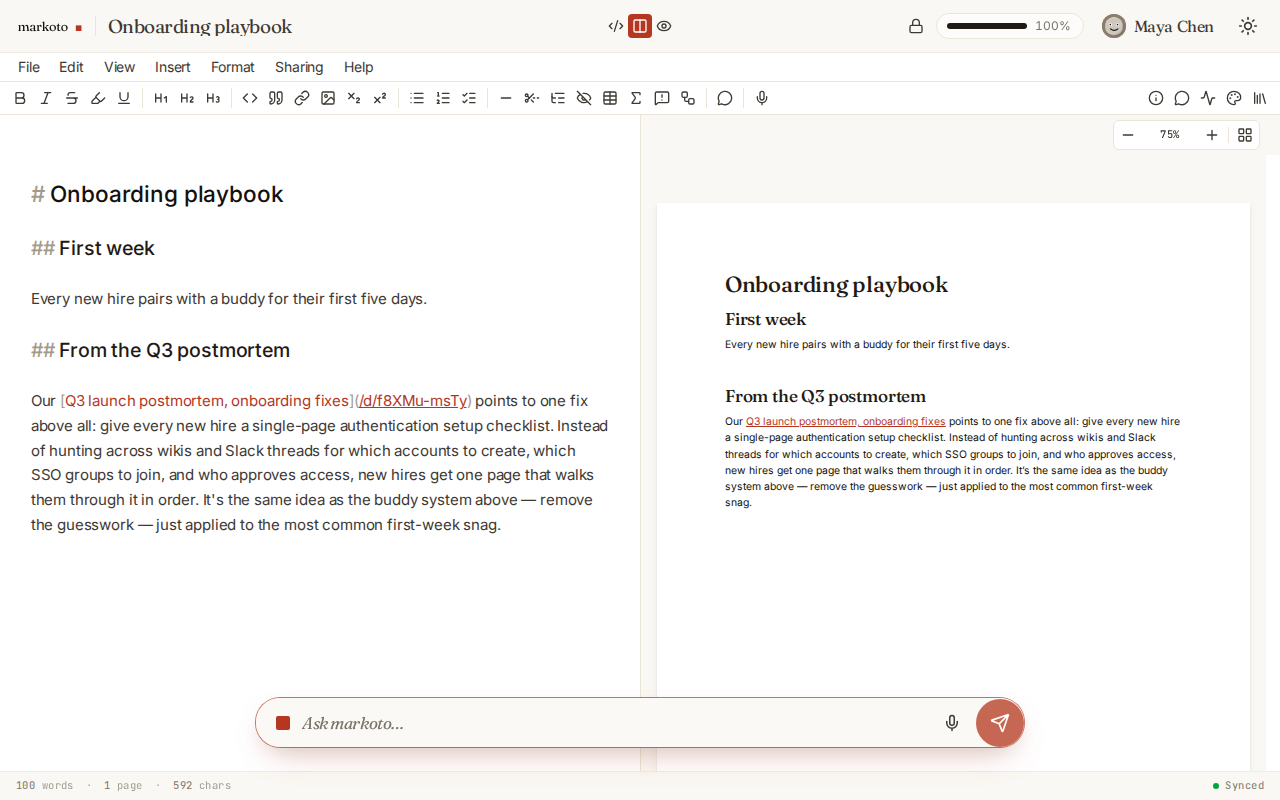 markoto
Onboarding playbook
100%
Maya Chen
File Edit View Insert Format Sharing Help
H1 H2 H3
75%
# Onboarding playbook
## First week
Every new hire pairs with a buddy for their first five days.
## From the Q3 postmortem
Our [Q3 launch postmortem, onboarding fixes](/d/f8XMu-msTy) points to one fix
above all: give every new hire a single-page authentication setup checklist. Instead
of hunting across wikis and Slack threads for which accounts to create, which
SSO groups to join, and who approves access, new hires get one page that walks
them through it in order. It's the same idea as the buddy system above — remove
the guesswork — just applied to the most common first-week snag.
Onboarding playbook
First week
Every new hire pairs with a buddy for their first five days.
From the Q3 postmortem
Our Q3 launch postmortem, onboarding fixes points to one fix above all: give every new hire
a single-page authentication setup checklist. Instead of hunting across wikis and Slack
threads for which accounts to create, which SSO groups to join, and who approves access,
new hires get one page that walks them through it in order. It's the same idea as the buddy
system above — remove the guesswork — just applied to the most common first-week
snag.
Ask markoto...
100 words · 1 page · 592 chars
Synced